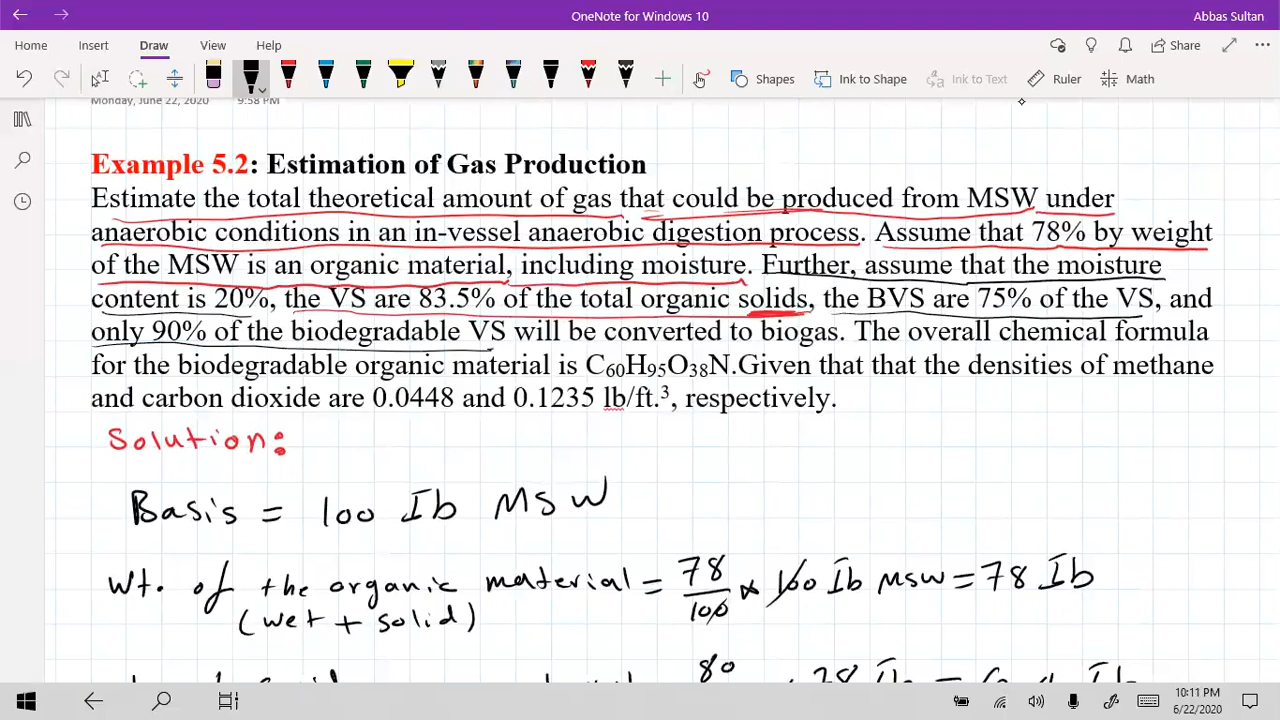 OneNote for Windows 10
Abbas Sultan
Home Insert Draw View Help
Share
Shapes Ink to Shape Ink to Text Ruler Math
Monday, June 22, 2020 9:58 PM
Example 5.2: Estimation of Gas Production
Estimate the total theoretical amount of gas that could be produced from MSW under
anaerobic conditions in an in-vessel anaerobic digestion process. Assume that 78% by weight
of the MSW is an organic material, including moisture. Further, assume that the moisture
content is 20%, the VS are 83.5% of the total organic solids, the BVS are 75% of the VS, and
only 90% of the biodegradable VS will be converted to biogas. The overall chemical formula
for the biodegradable organic material is C₆₀H₉₅O₃₈N.Given that that the densities of methane
and carbon dioxide are 0.0448 and 0.1235 lb/ft.³, respectively.
Solution:
Basis = 100 Ib MSW
Wt. of the organic material = 78/100 * 100 Ib MSW = 78 Ib
(wet + solid)
80
10:11 PM
6/22/2020